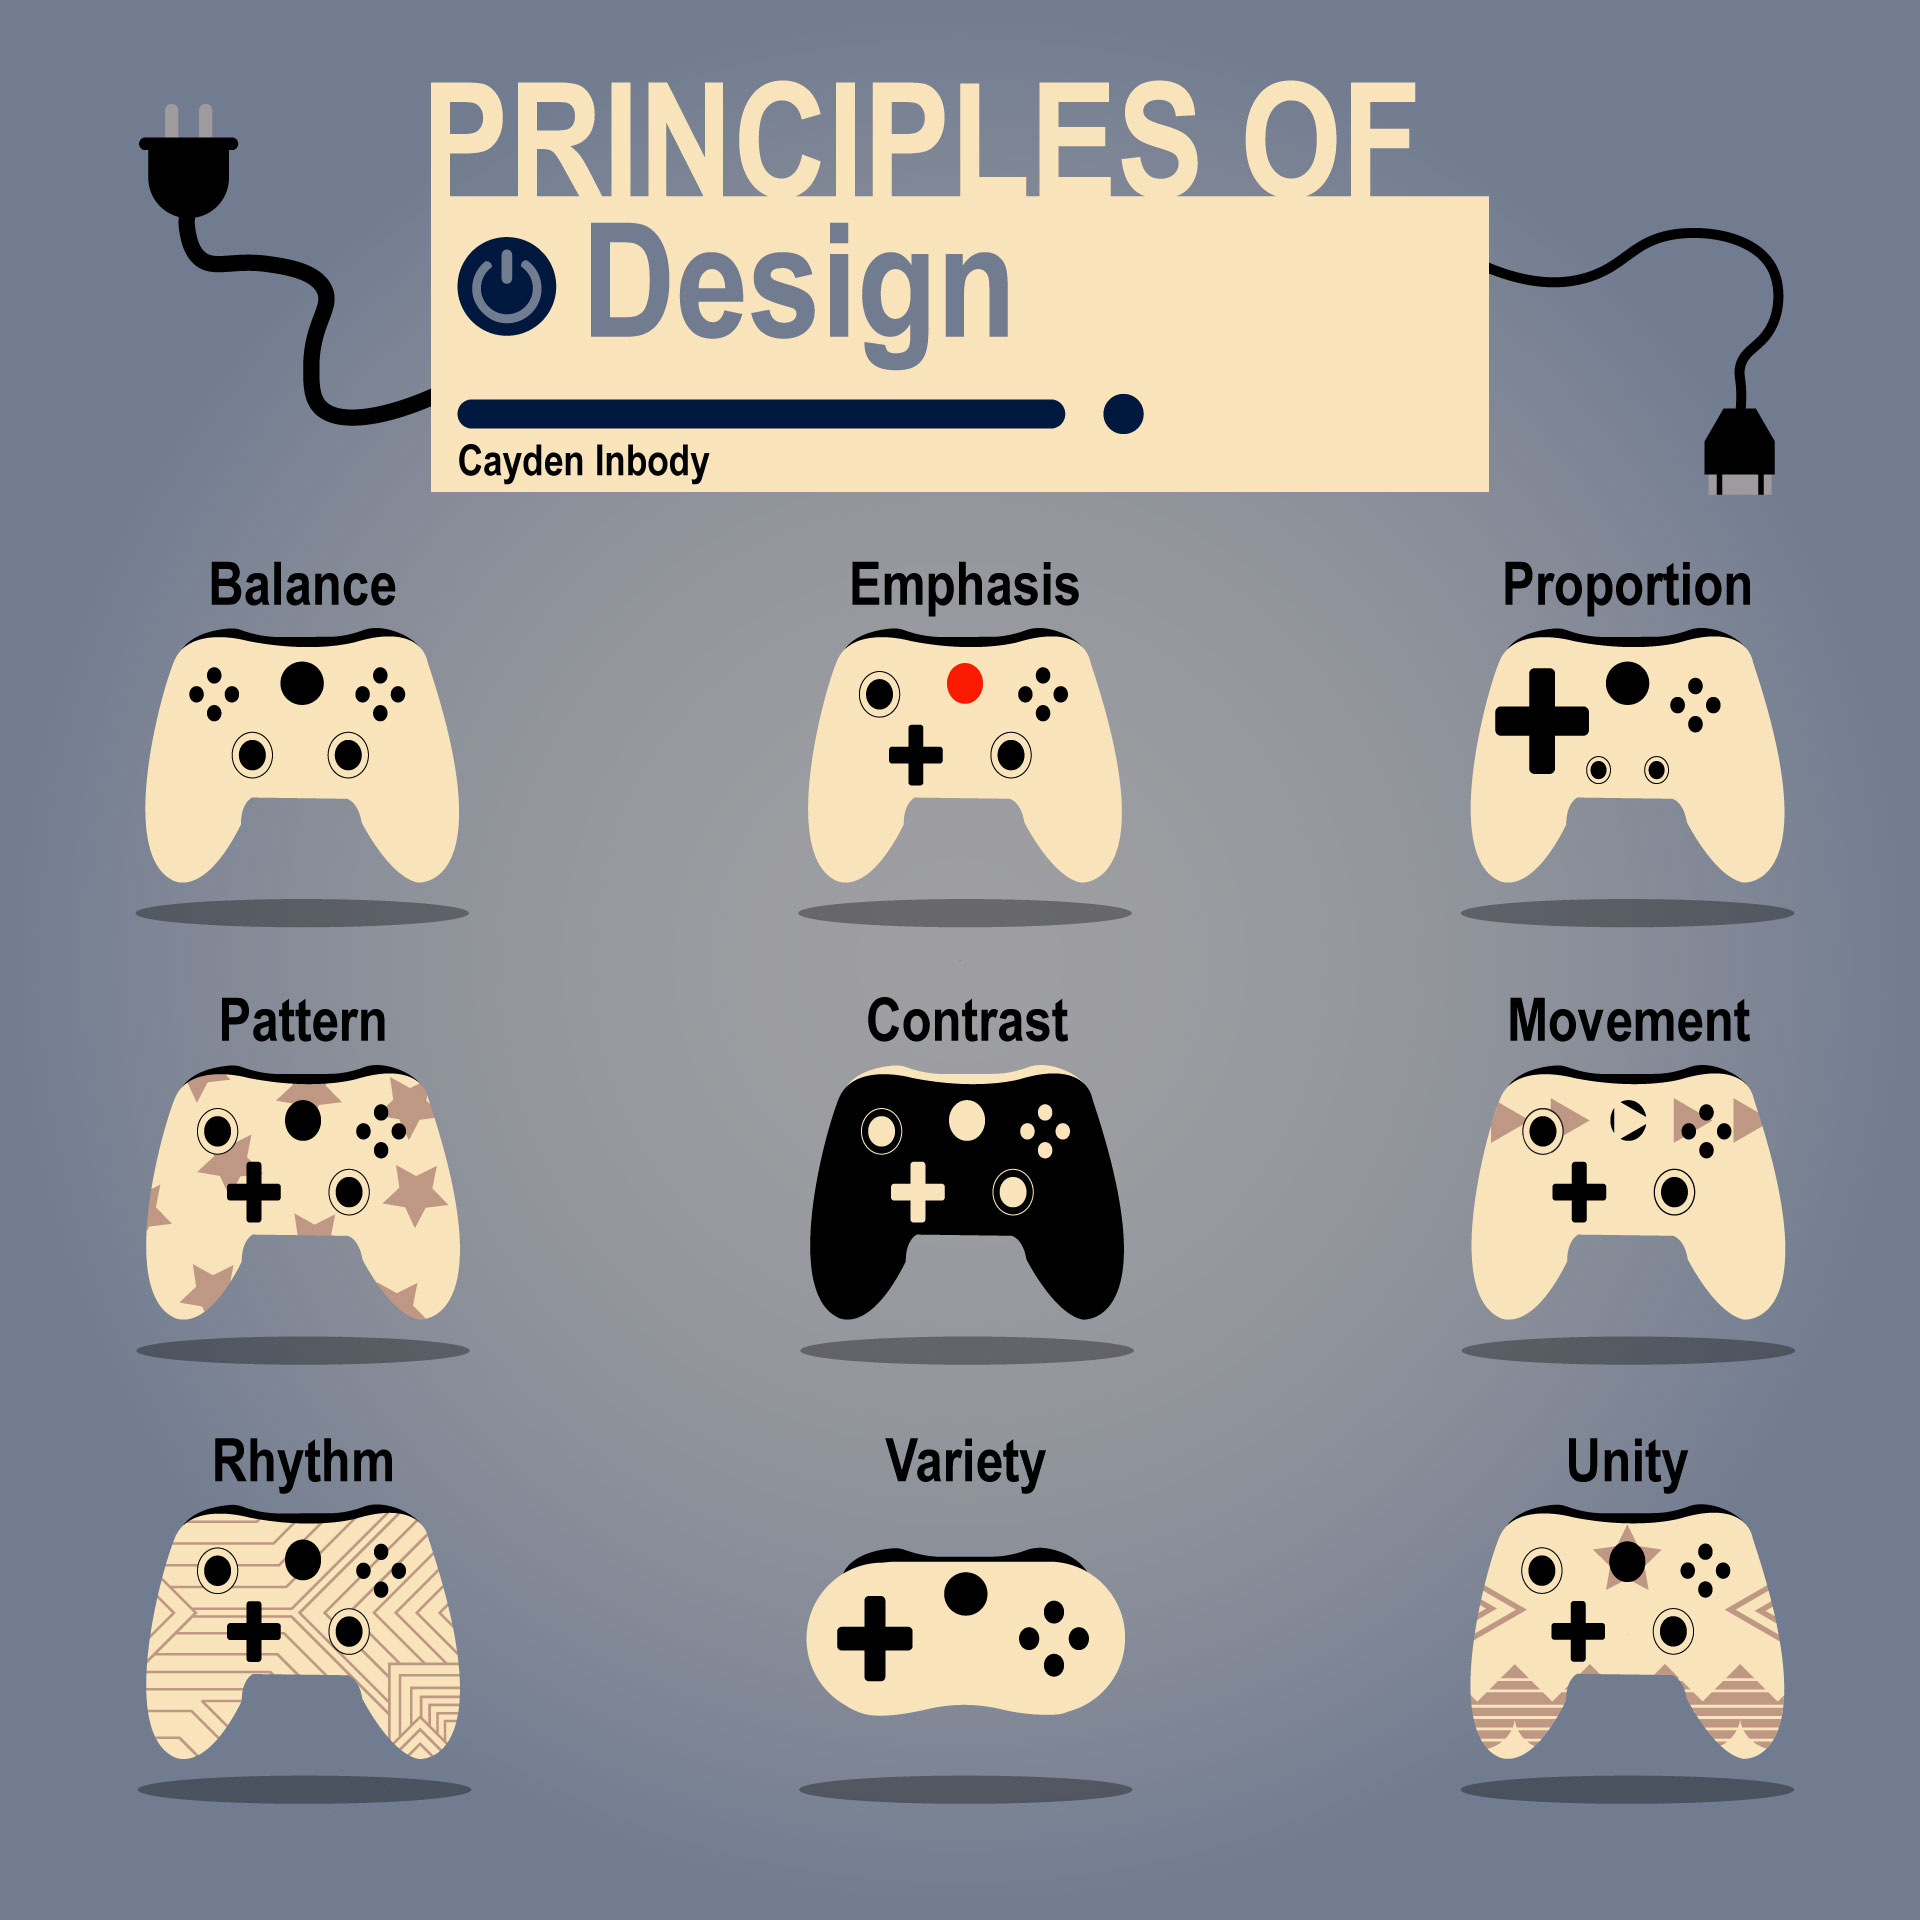 PRINCIPLES OF
Design
Cayden Inbody
Balance
Emphasis
Proportion
Pattern
Contrast
Movement
Rhythm
Variety
Unity